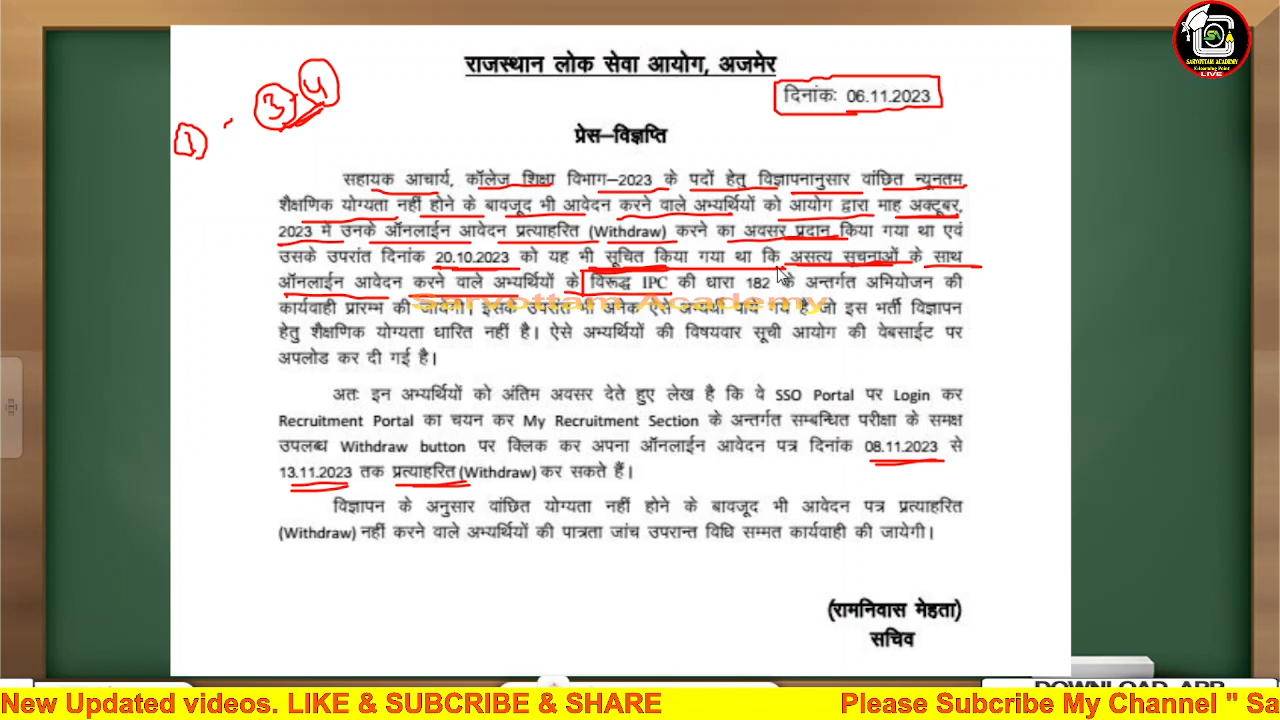 SARYOTTAM ACADEMY
E-learning Point
LIVE
राजस्थान लोक सेवा आयोग, अजमेर
① - ③ ④
दिनांकः 06.11.2023
प्रेस–विज्ञप्ति
सहायक आचार्य, कॉलेज शिक्षा विभाग–2023 के पदों हेतु विज्ञापनानुसार वांछित न्यूनतम
शैक्षणिक योग्यता नहीं होने के बावजूद भी आवेदन करने वाले अभ्यर्थियों को आयोग द्वारा माह अक्टूबर,
2023 में उनके ऑनलाईन आवेदन प्रत्याहरित (Withdraw) करने का अवसर प्रदान किया गया था एवं
उसके उपरांत दिनांक 20.10.2023 को यह भी सूचित किया गया था कि असत्य सूचनाओं के साथ
ऑनलाईन आवेदन करने वाले अभ्यर्थियों के विरूद्ध IPC की धारा 182 के अन्तर्गत अभियोजन की
कार्यवाही प्रारम्भ की जायेगी। इसके उपरांत भी अनेक ऐसे अभ्यर्थी पाये गये है, जो इस भर्ती विज्ञापन
Saryottam Academy
हेतु शैक्षणिक योग्यता धारित नहीं है। ऐसे अभ्यर्थियों की विषयवार सूची आयोग की वेबसाईट पर
अपलोड कर दी गई है।
अतः इन अभ्यर्थियों को अंतिम अवसर देते हुए लेख है कि वे SSO Portal पर Login कर
Recruitment Portal का चयन कर My Recruitment Section के अन्तर्गत सम्बन्धित परीक्षा के समक्ष
उपलब्ध Withdraw button पर क्लिक कर अपना ऑनलाईन आवेदन पत्र दिनांक 08.11.2023 से
13.11.2023 तक प्रत्याहरित (Withdraw) कर सकते हैं।
विज्ञापन के अनुसार वांछित योग्यता नहीं होने के बावजूद भी आवेदन पत्र प्रत्याहरित
(Withdraw) नहीं करने वाले अभ्यर्थियों की पात्रता जांच उपरान्त विधि सम्मत कार्यवाही की जायेगी।
(रामनिवास मेहता)
सचिव
DOWNLOAD APP
New Updated videos. LIKE & SUBCRIBE & SHARE
Please Subcribe My Channel " Sa